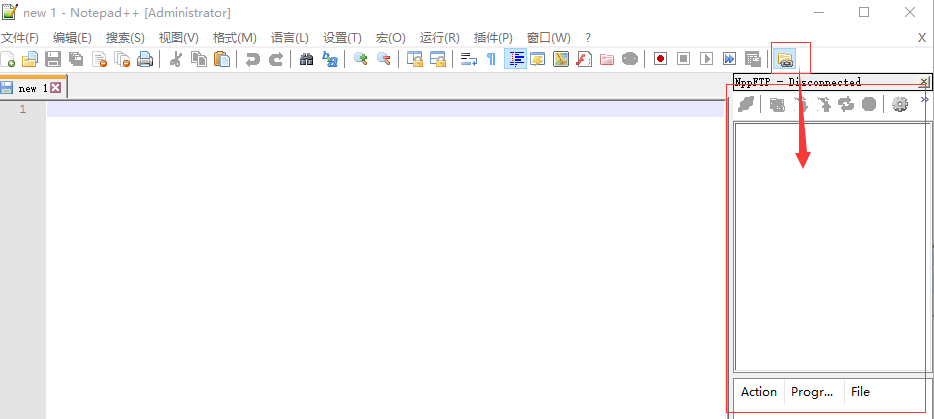 new 1 - Notepad++ [Administrator]
文件(F) 编辑(E) 搜索(S) 视图(V) 格式(M) 语言(L) 设置(T) 宏(O) 运行(R) 插件(P) 窗口(W) ? X
new 1
NppFTP - Disconnected
1
Action Progr... File